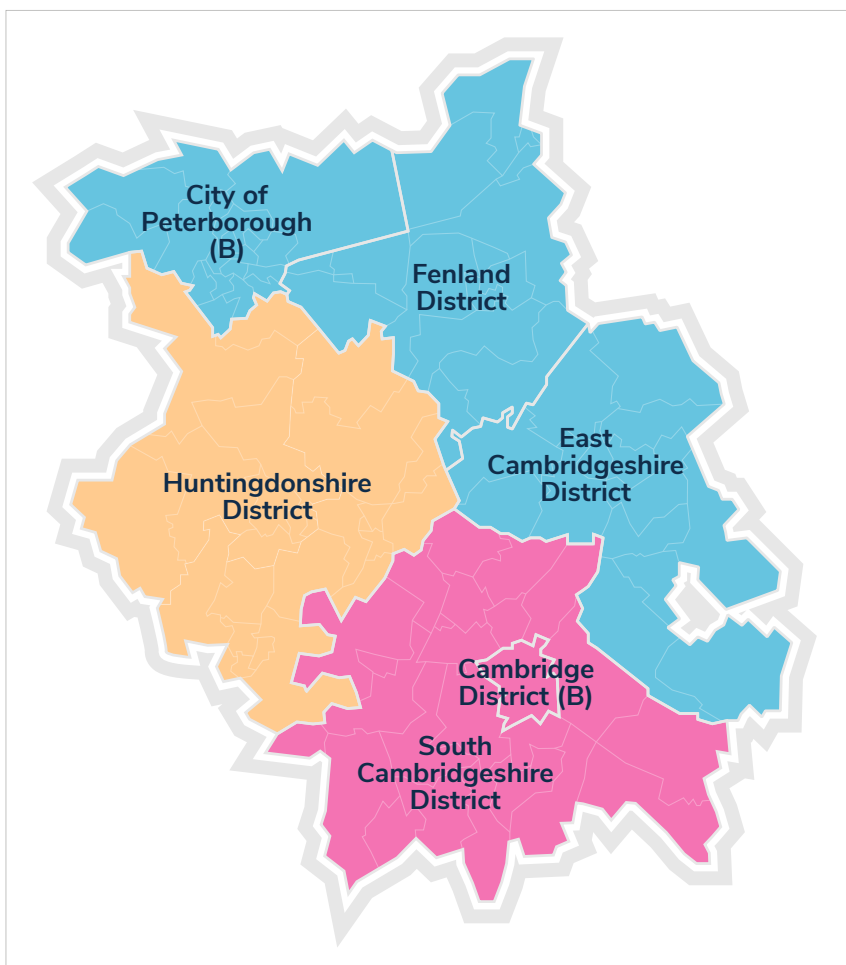 City of
Peterborough
(B)
Fenland
District
East
Cambridgeshire
District
Huntingdonshire
District
Cambridge
District (B)
South
Cambridgeshire
District